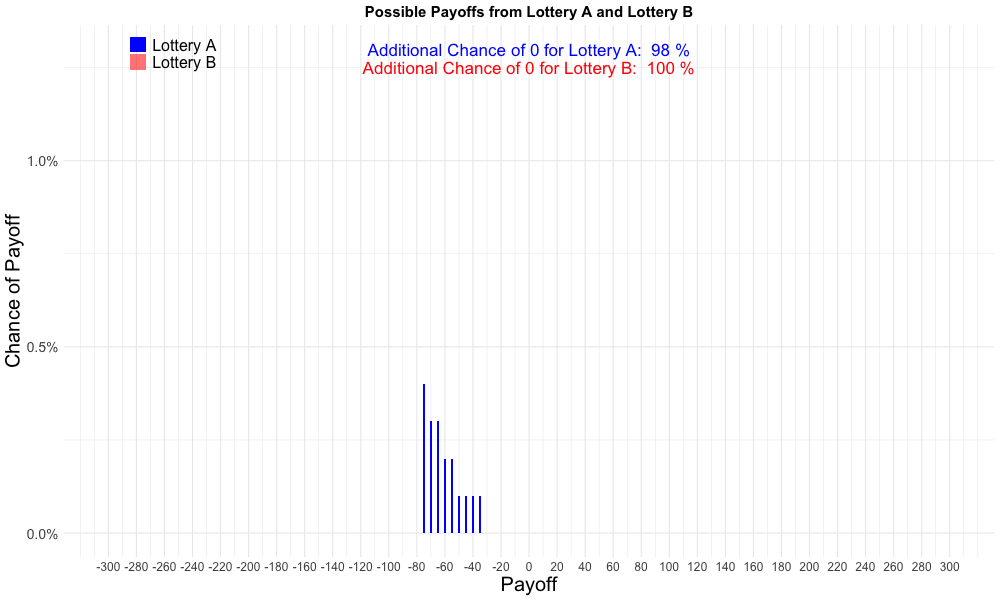 Possible Payoffs from Lottery A and Lottery B
Lottery A
Lottery B
Additional Chance of 0 for Lottery A:  98 %
Additional Chance of 0 for Lottery B:  100 %
Chance of Payoff
1.0%
0.5%
0.0%
-300 -280 -260 -240 -220 -200 -180 -160 -140 -120 -100 -80 -60 -40 -20 0 20 40 60 80 100 120 140 160 180 200 220 240 260 280 300
Payoff